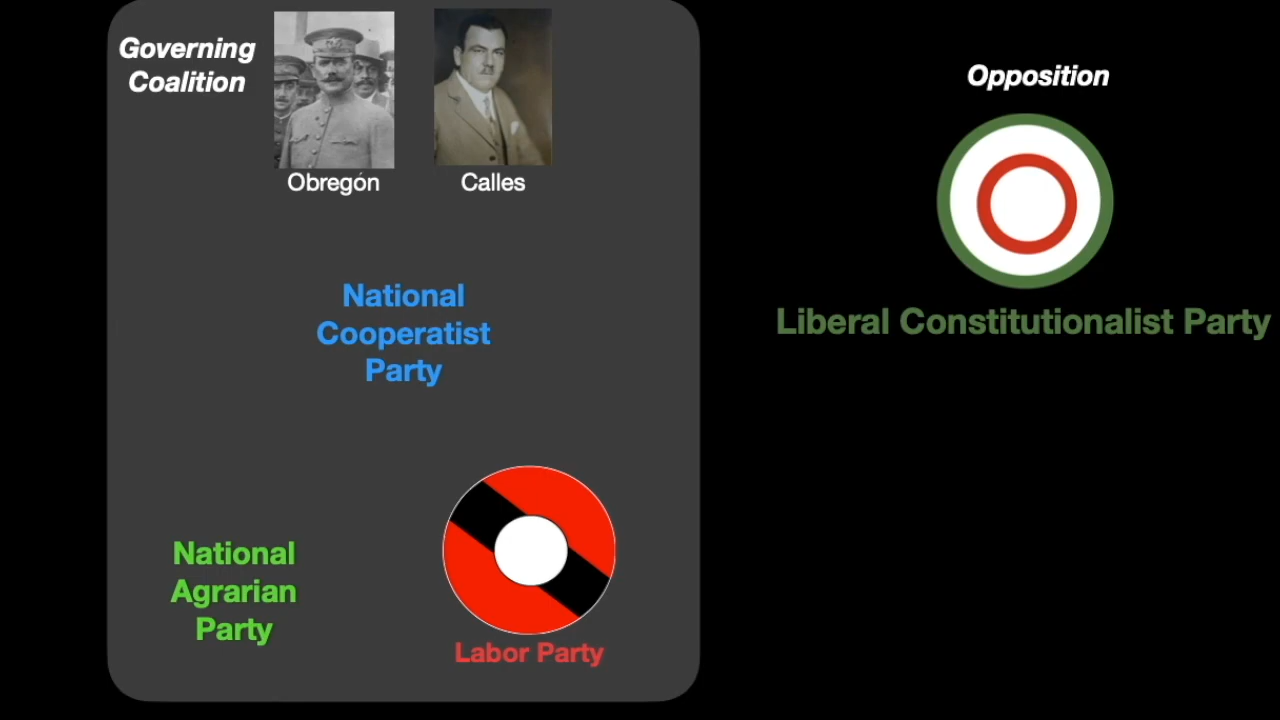 Governing
Coalition
Obregón
Calles
National
Cooperatist
Party
National
Agrarian
Party
Labor Party
Opposition
Liberal Constitutionalist Party